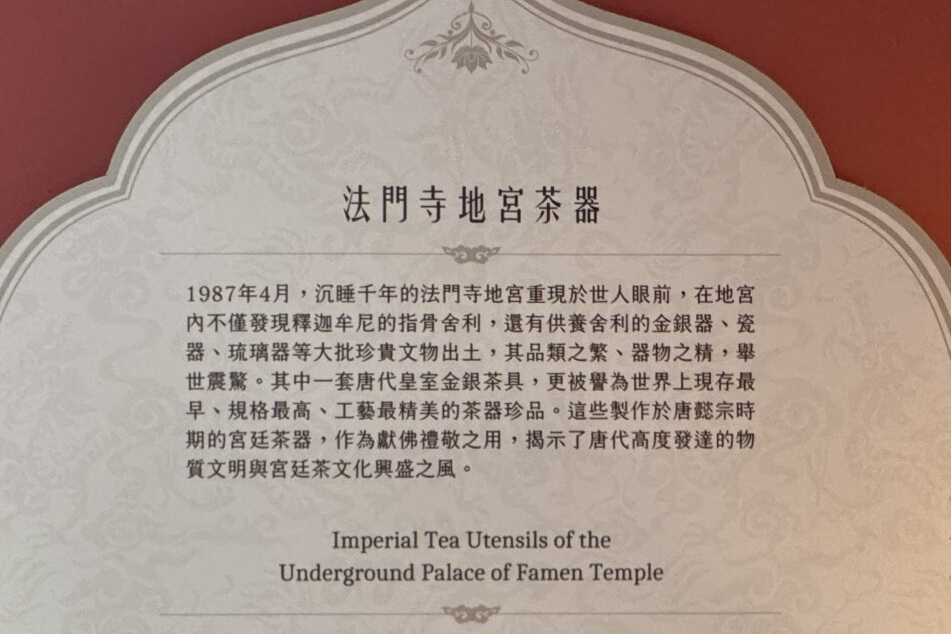 法門寺地宮茶器
1987年4月，沉睡千年的法門寺地宮重現於世人眼前，在地宮
內不僅發現釋迦牟尼的指骨舍利，還有供養舍利的金銀器、瓷
器、琉璃器等大批珍貴文物出土，其品類之繁、器物之精，舉
世震驚。其中一套唐代皇室金銀茶具，更被譽為世界上現存最
早、規格最高、工藝最精美的茶器珍品。這些製作於唐懿宗時
期的宮廷茶器，作為獻佛禮敬之用，揭示了唐代高度發達的物
質文明與宮廷茶文化興盛之風。
Imperial Tea Utensils of the
Underground Palace of Famen Temple